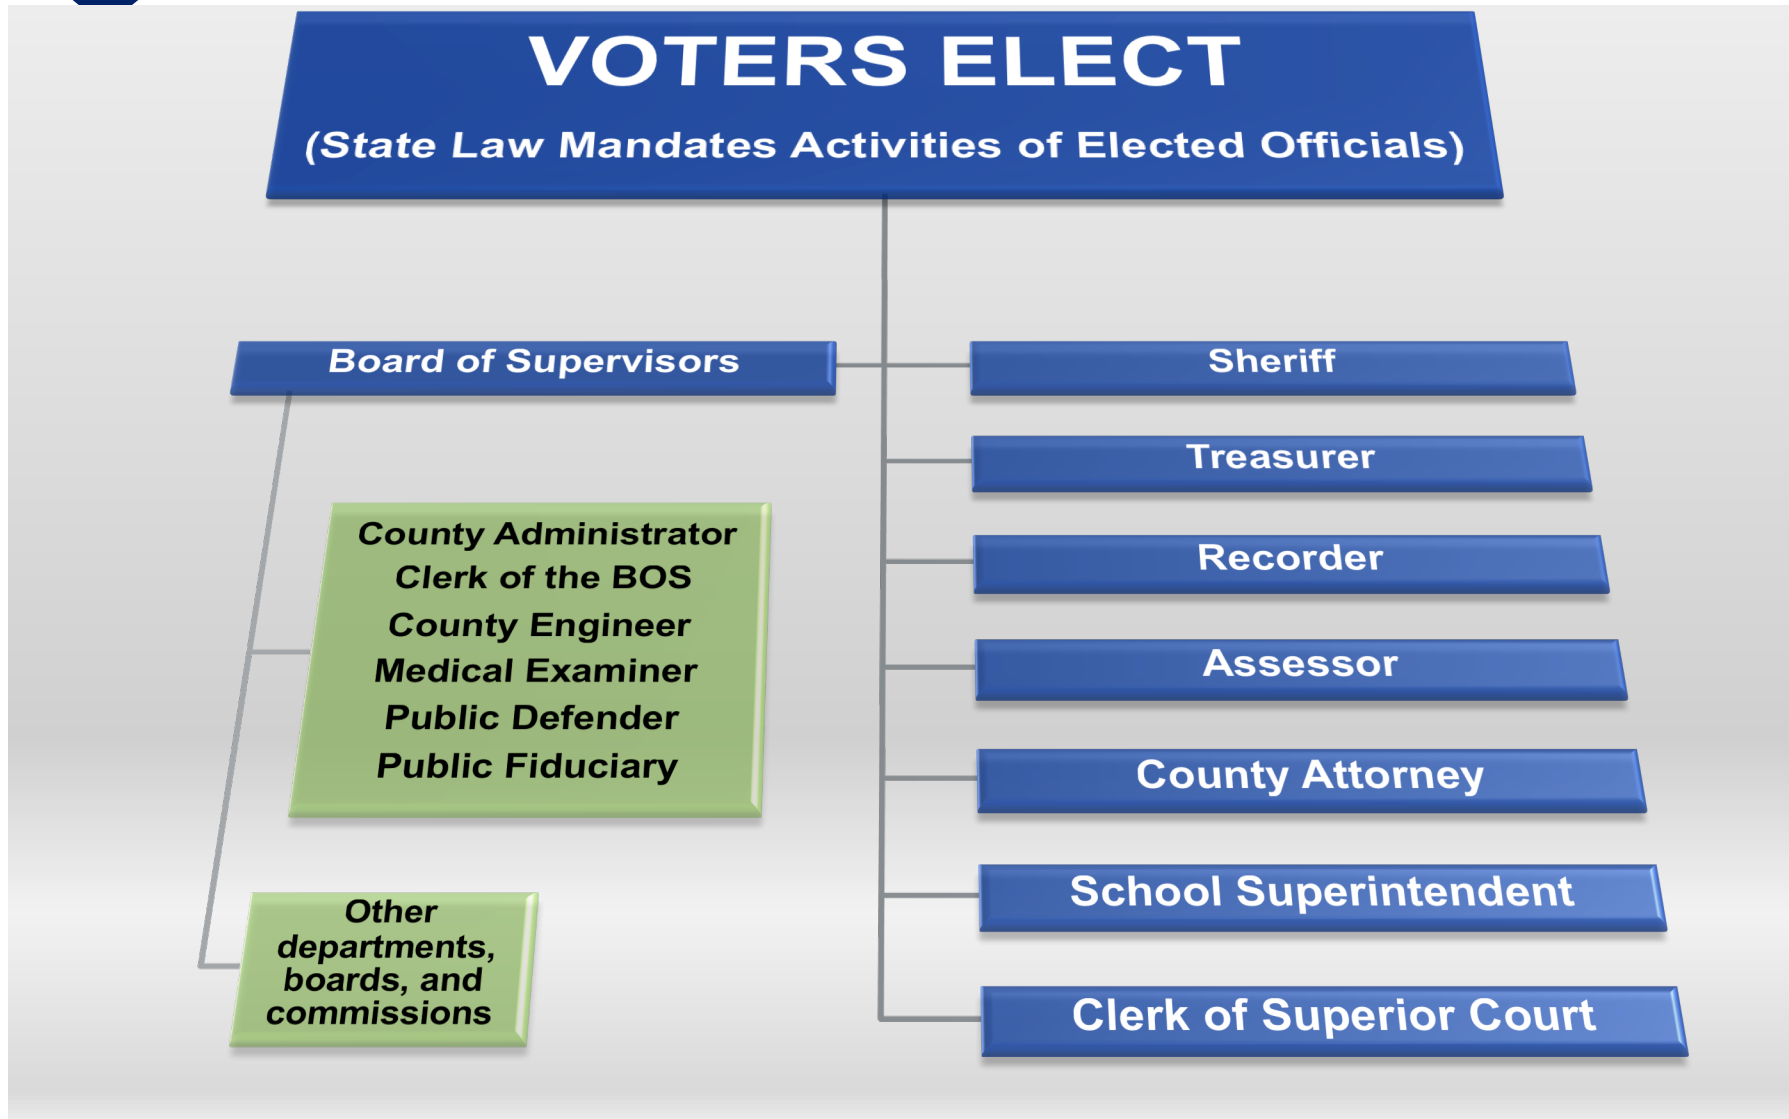 VOTERS ELECT
(State Law Mandates Activities of Elected Officials)
Board of Supervisors
County Administrator
Clerk of the BOS
County Engineer
Medical Examiner
Public Defender
Public Fiduciary
Other
departments,
boards, and
commissions
Sheriff
Treasurer
Recorder
Assessor
County Attorney
School Superintendent
Clerk of Superior Court